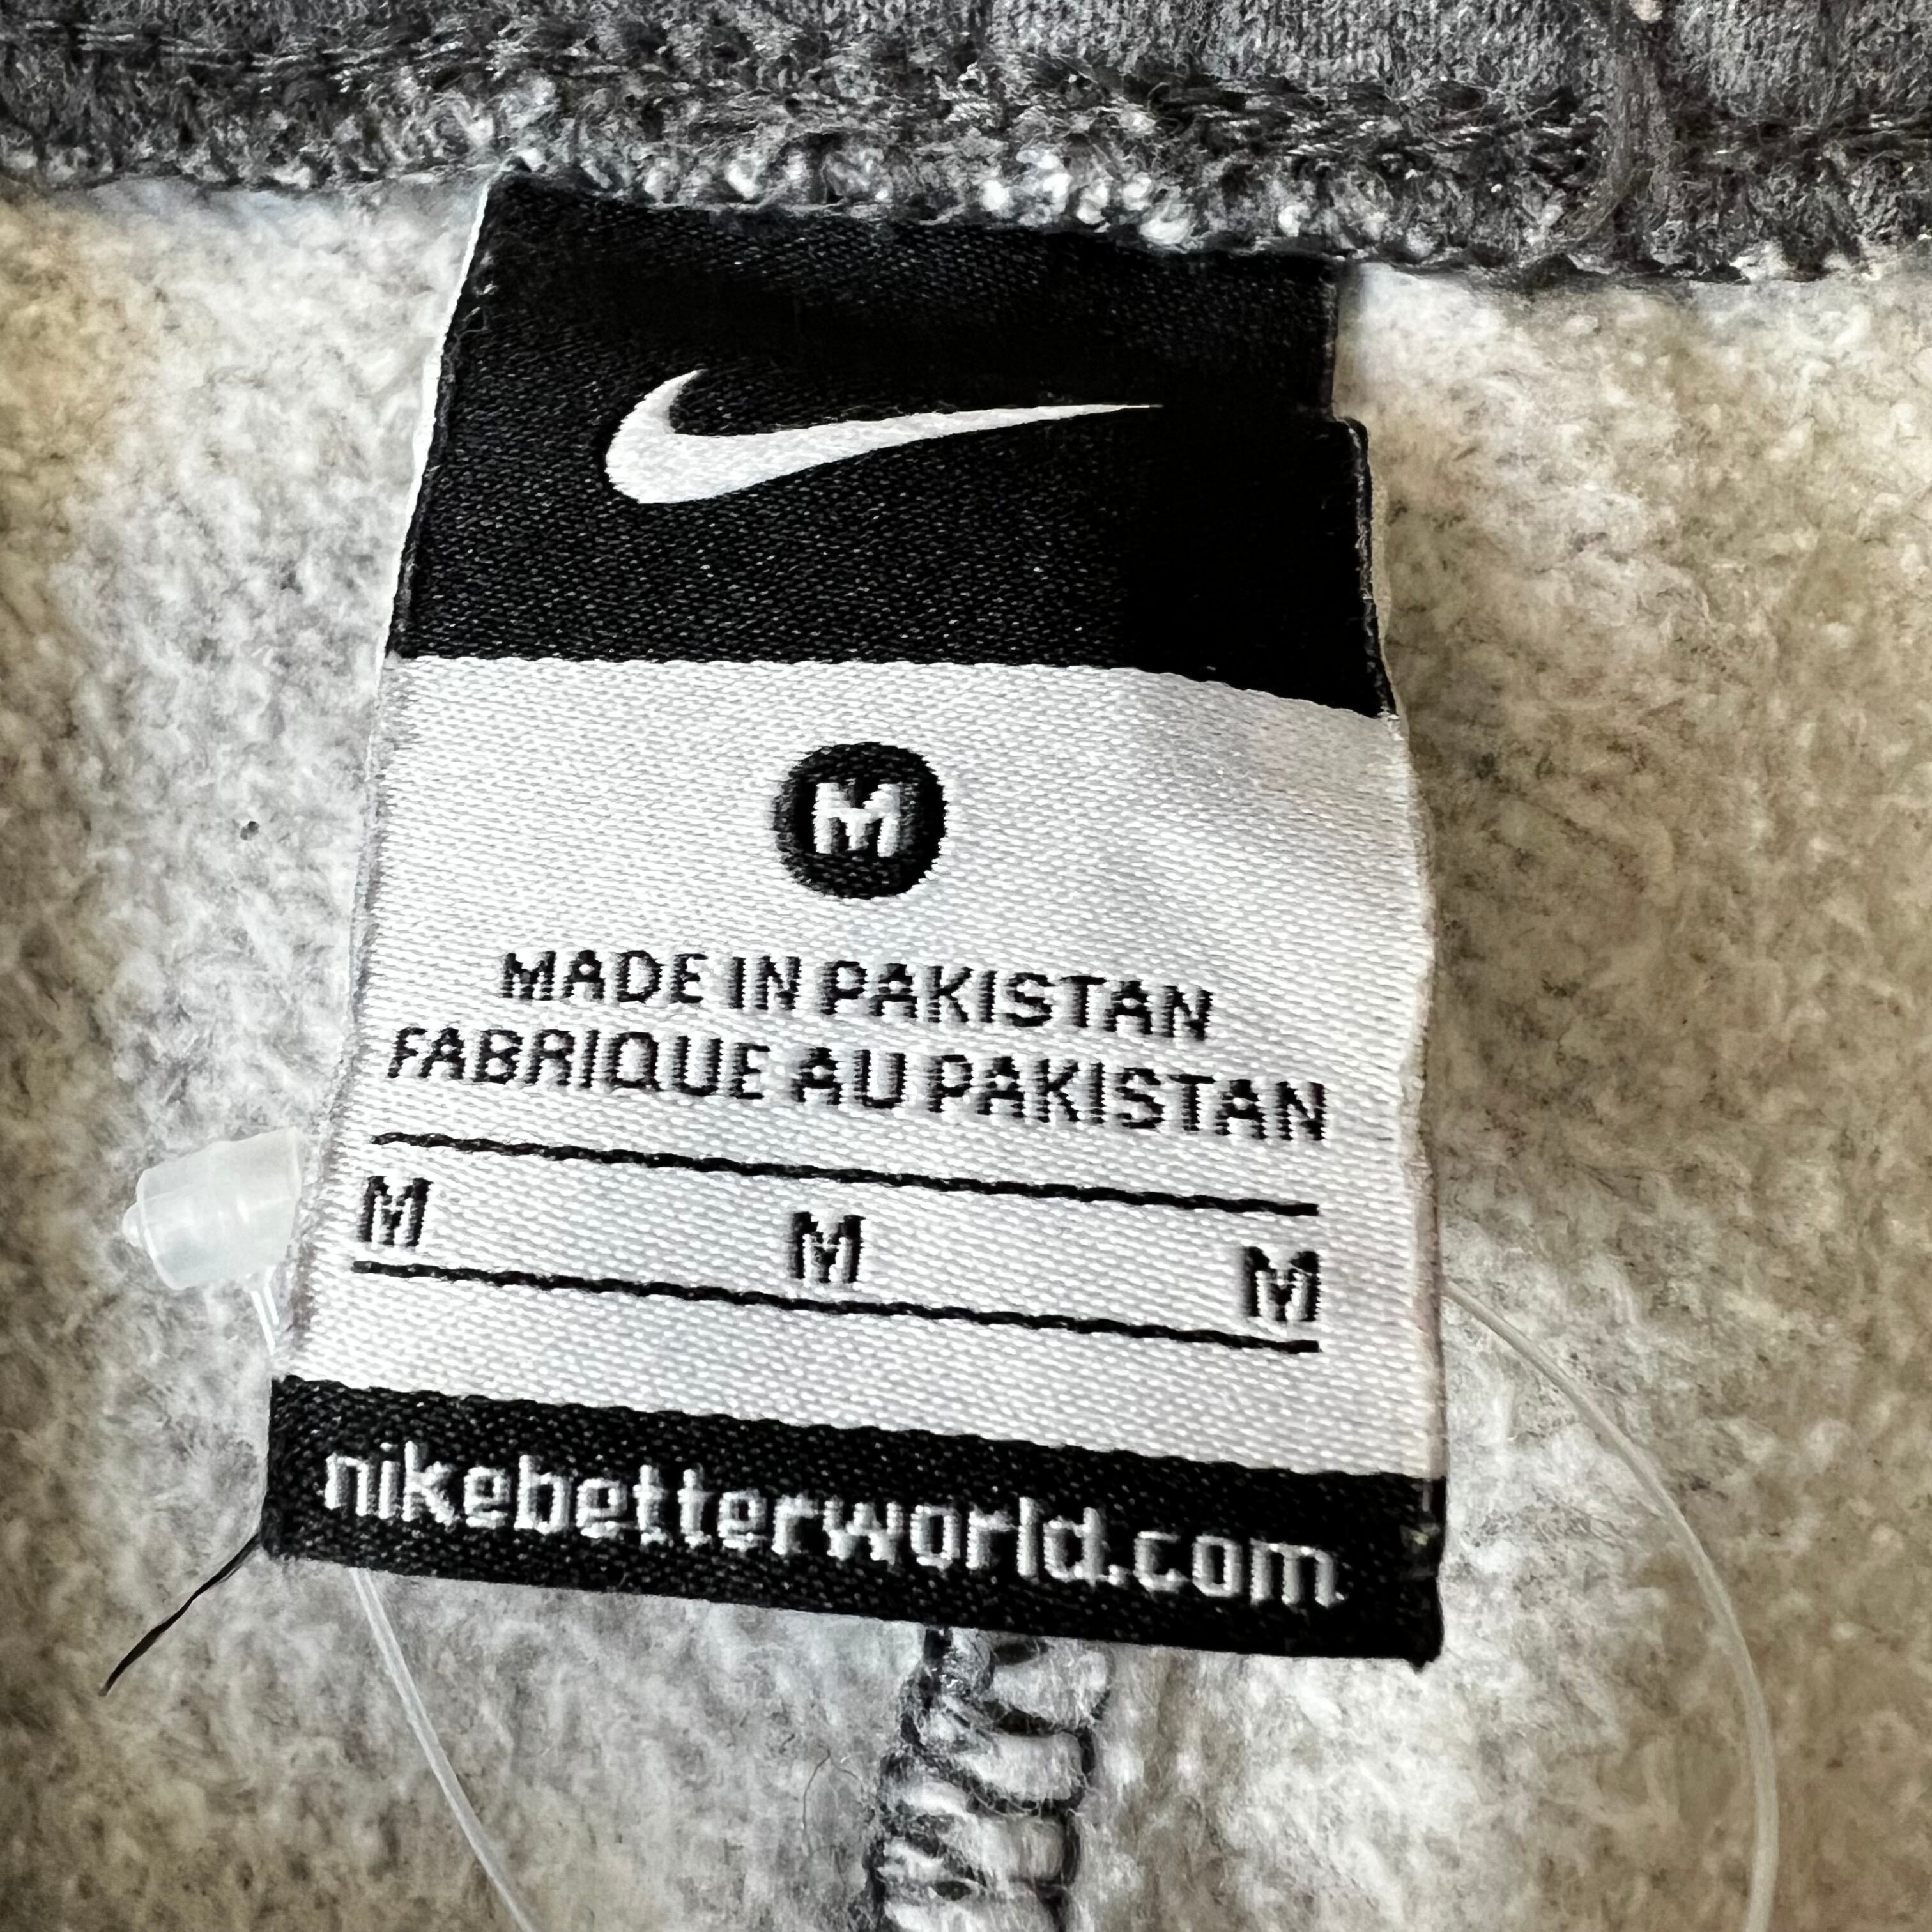 M
MADE IN PAKISTAN
FABRIQUE AU PAKISTAN
M M M
nikebetterworld.com